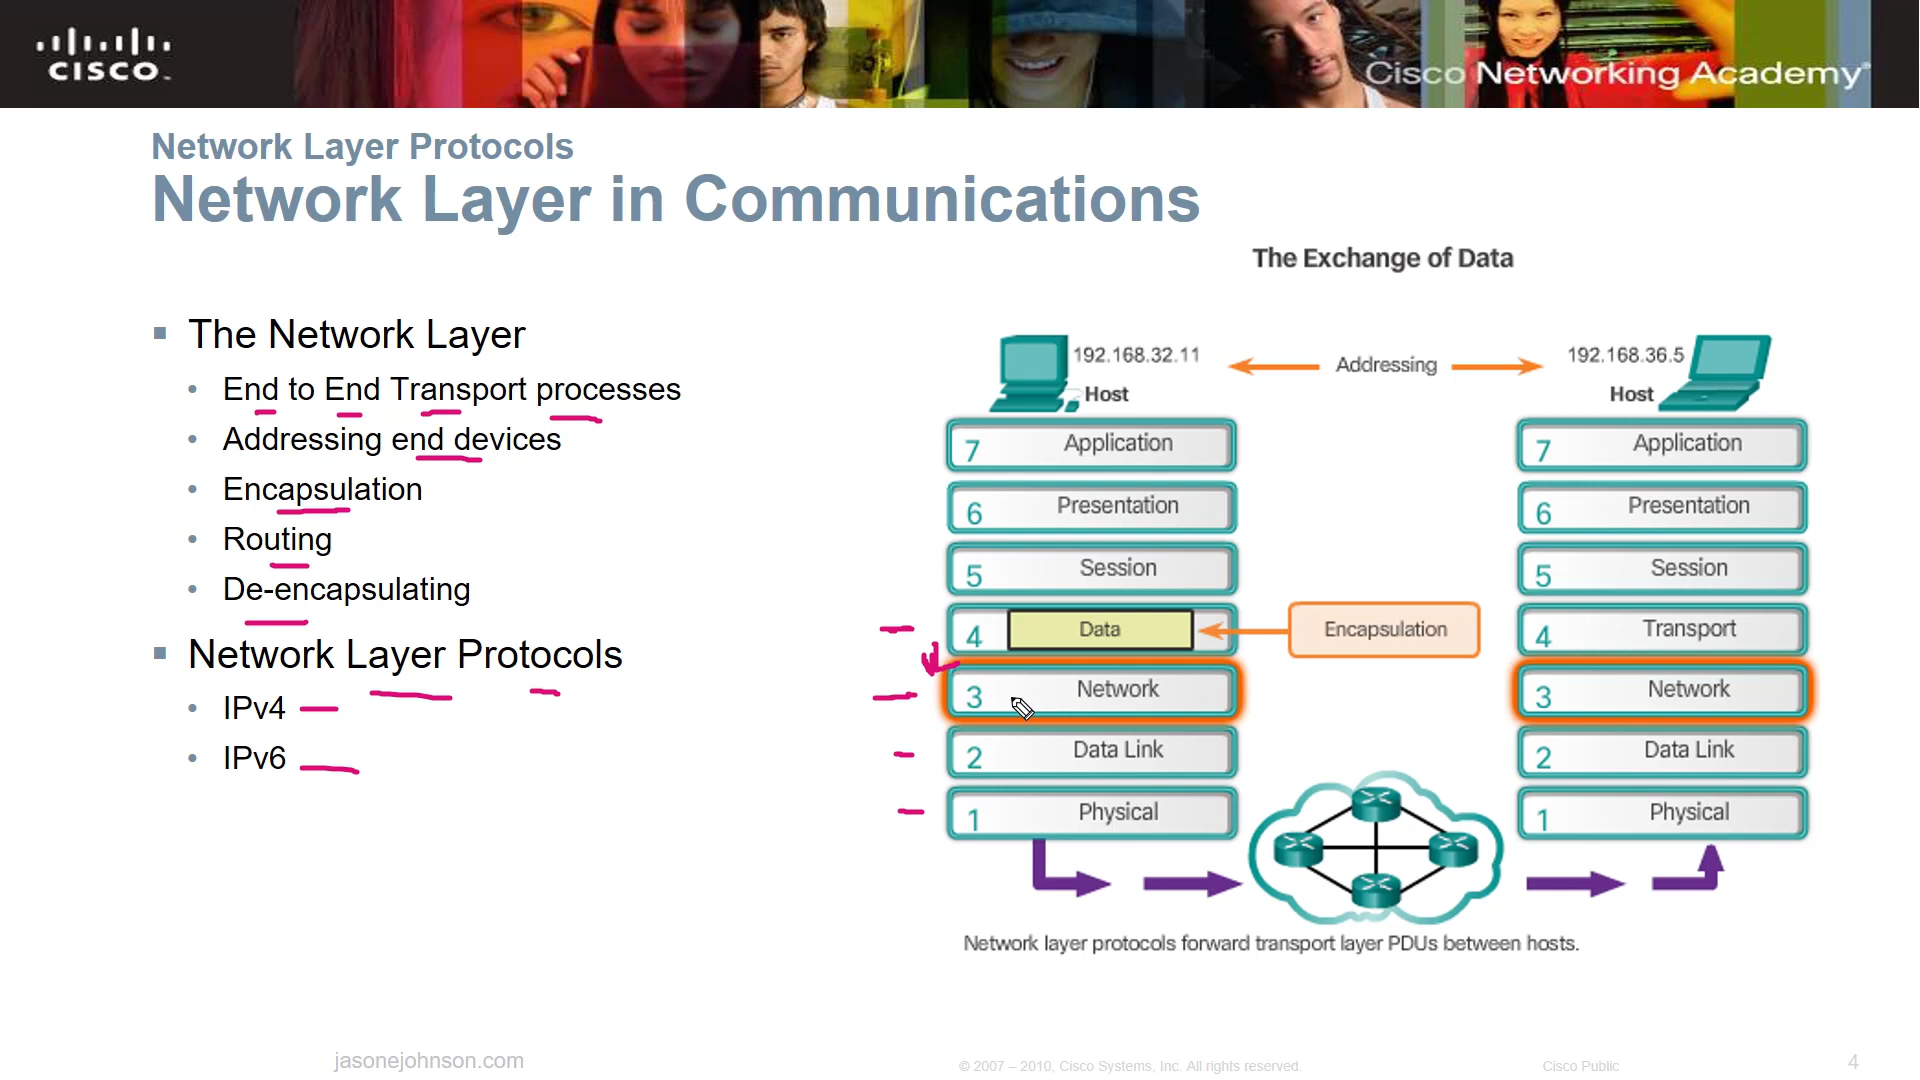 CISCO
Cisco Networking Academy®
Network Layer Protocols
Network Layer in Communications
The Network Layer
End to End Transport processes
Addressing end devices
Encapsulation
Routing
De-encapsulating
Network Layer Protocols
IPv4
IPv6
The Exchange of Data
192.168.32.11
Host
Addressing
192.168.36.5
Host
7 Application
6 Presentation
5 Session
4 Data
3 Network
2 Data Link
1 Physical
Encapsulation
7 Application
6 Presentation
5 Session
4 Transport
3 Network
2 Data Link
1 Physical
Network layer protocols forward transport layer PDUs between hosts.
jasonejohnson.com
© 2007 – 2010, Cisco Systems, Inc. All rights reserved.
Cisco Public
4